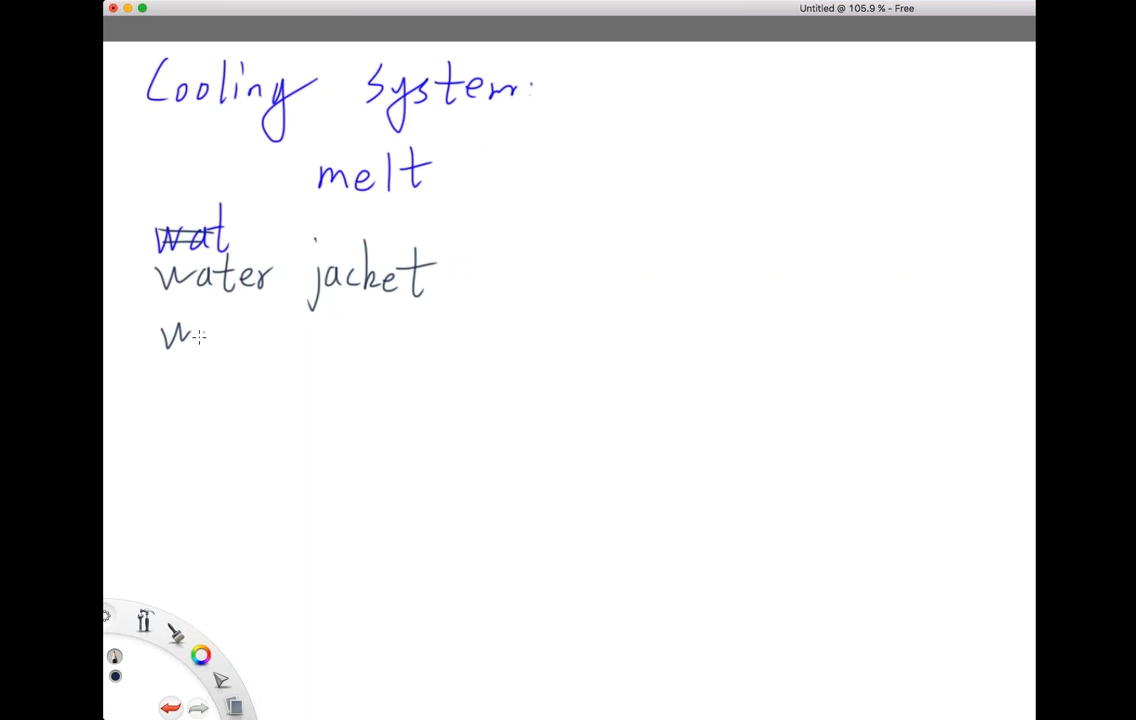 Untitled @ 105.9 % - Free
Cooling system:
melt
wat
water jacket
w